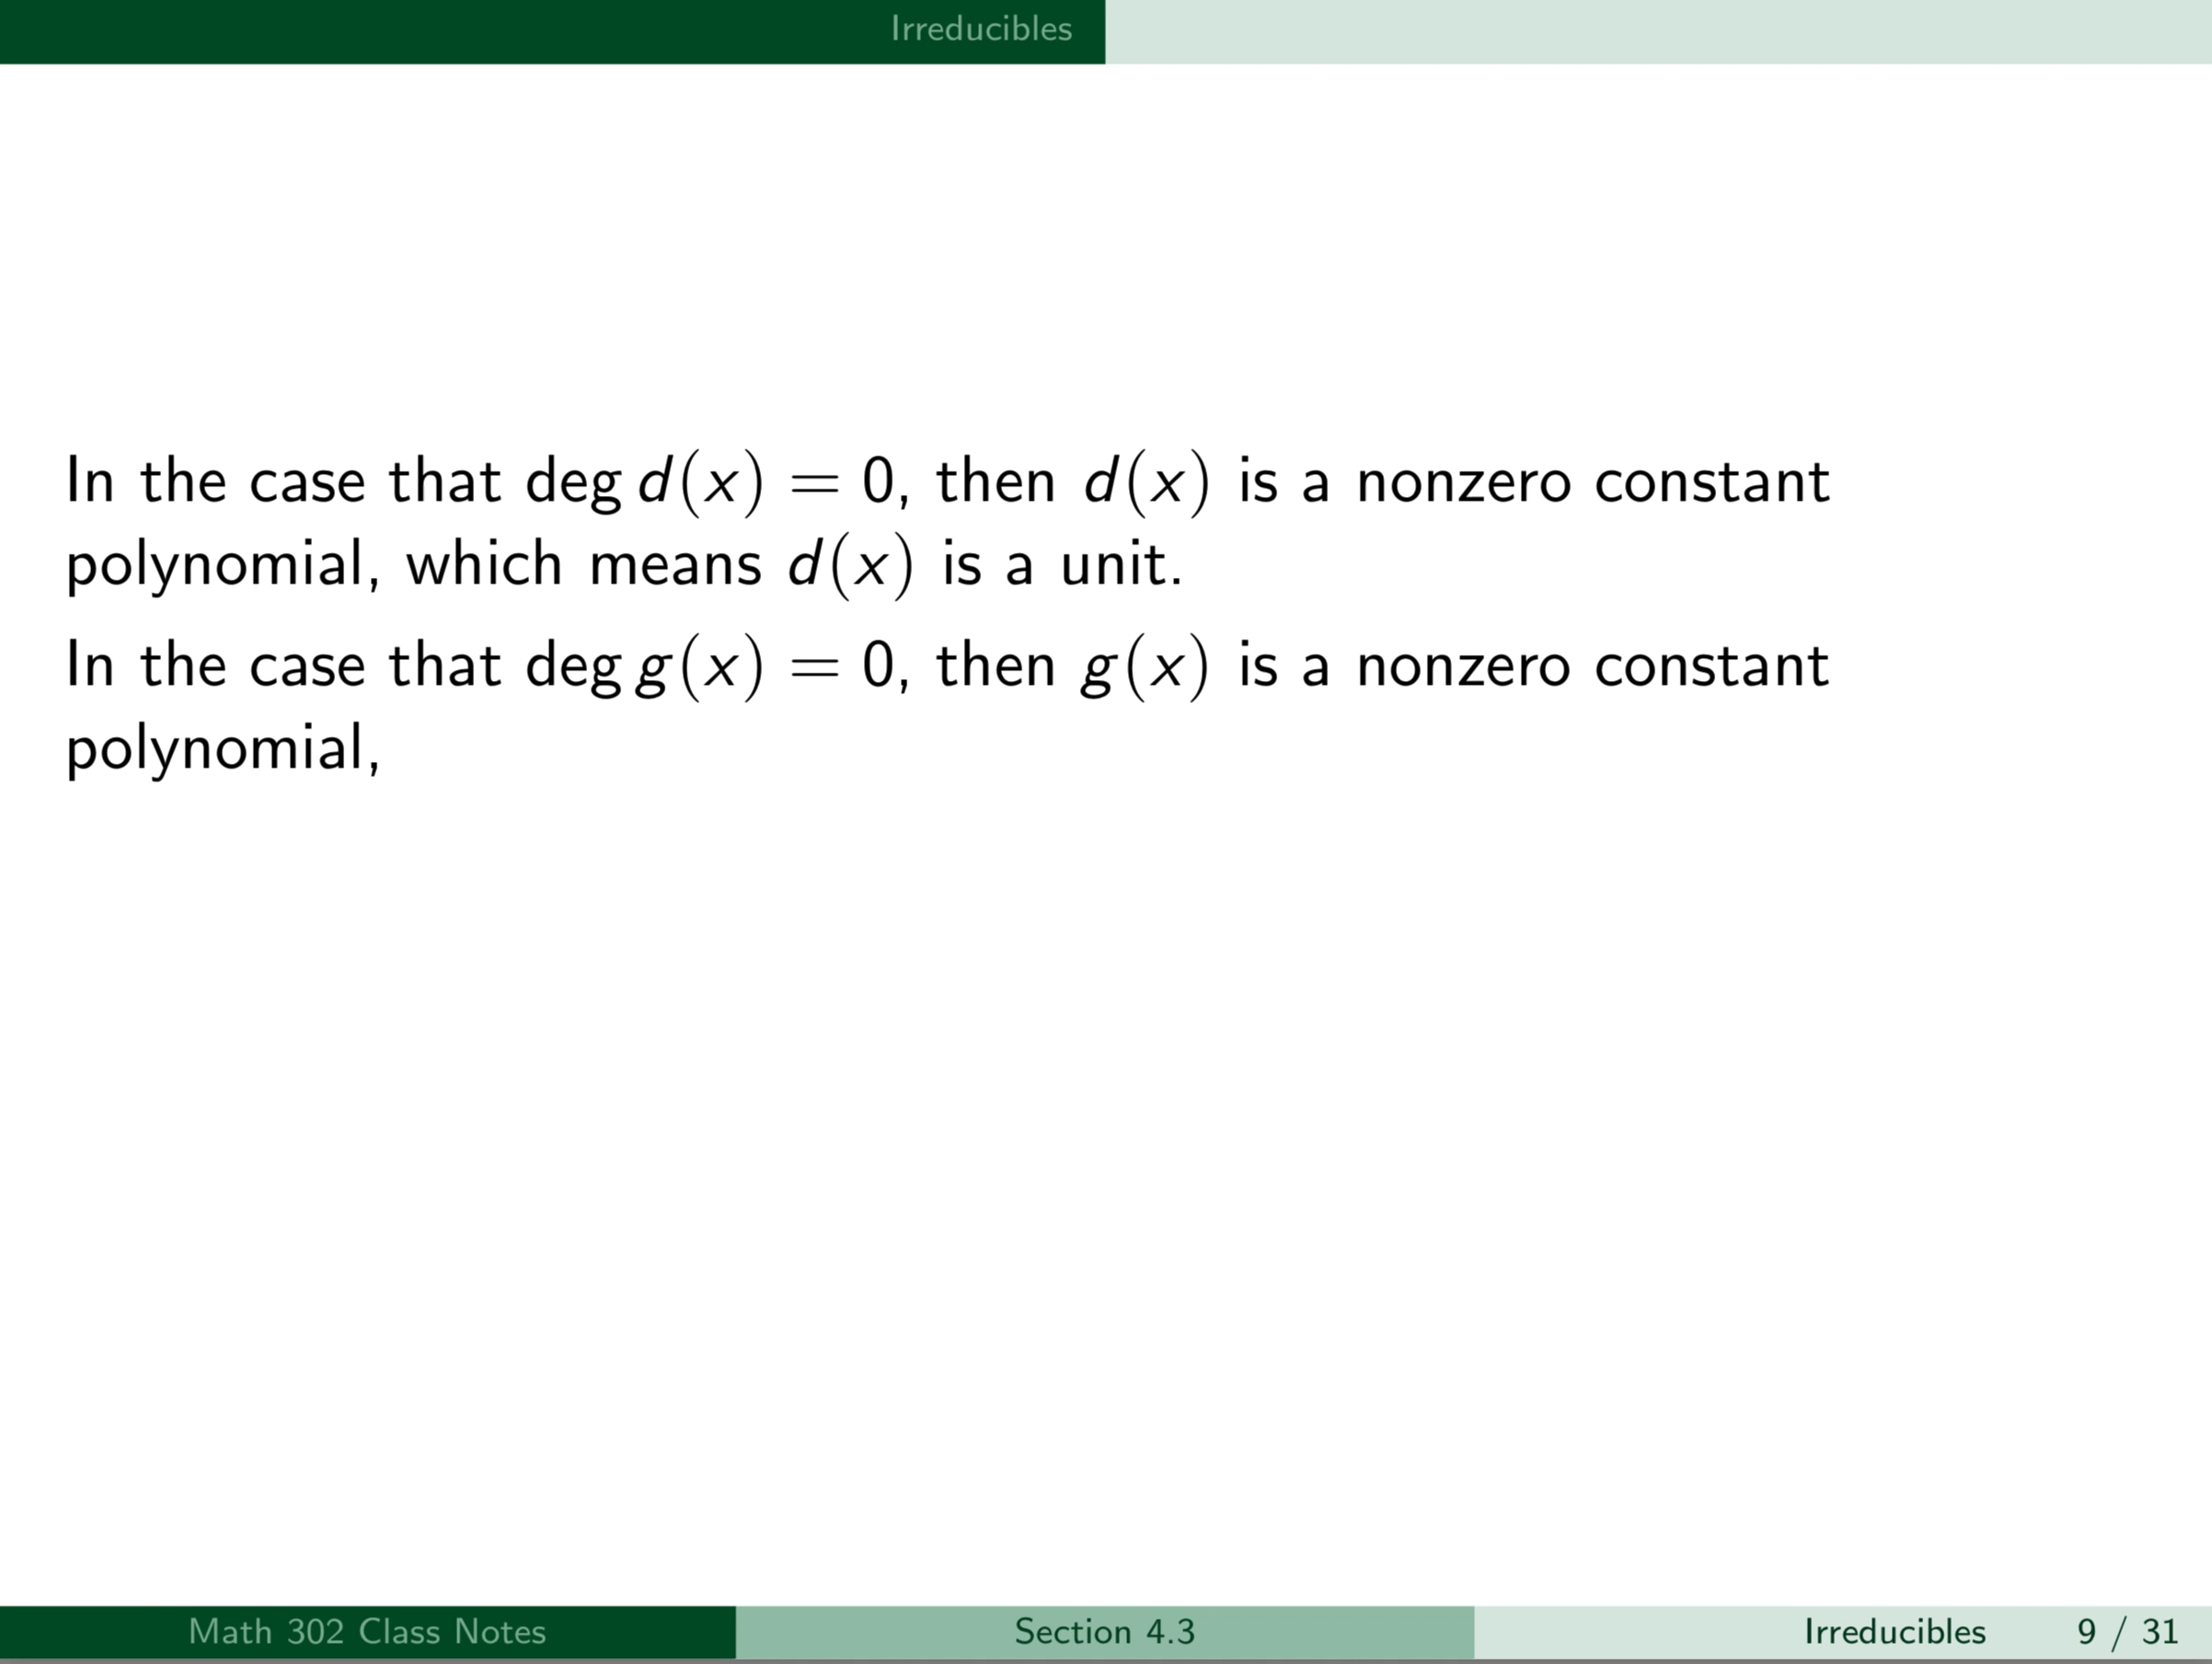 Irreducibles
In the case that deg d(x) = 0, then d(x) is a nonzero constant
polynomial, which means d(x) is a unit.
In the case that deg g(x) = 0, then g(x) is a nonzero constant
polynomial,
Math 302 Class Notes Section 4.3 Irreducibles 9 / 31